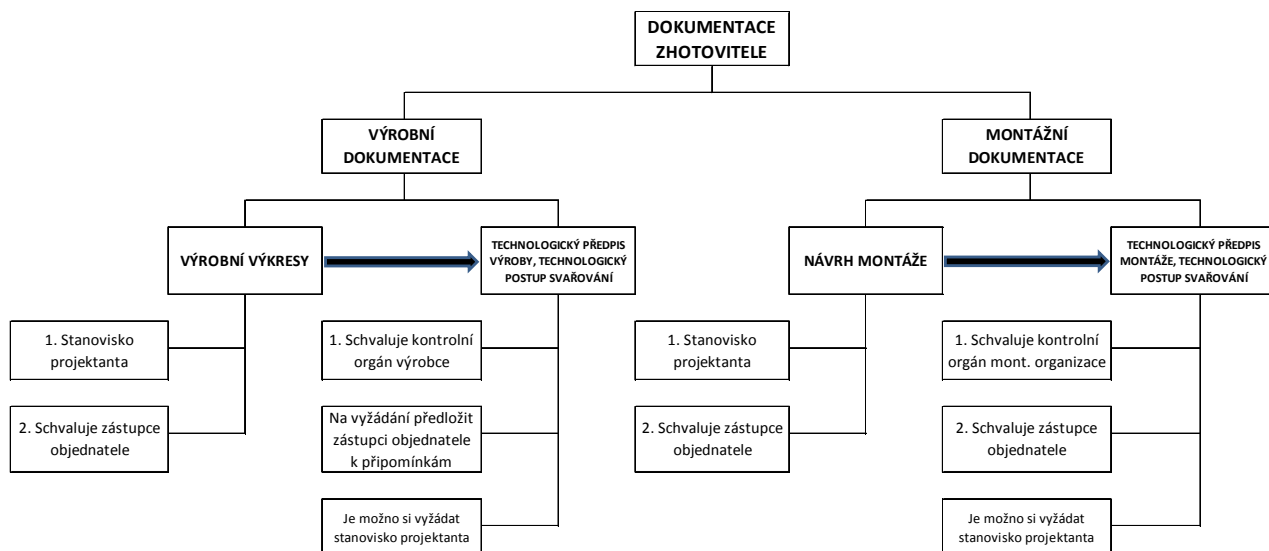 DOKUMENTACE
ZHOTOVITELE
VÝROBNÍ
DOKUMENTACE
MONTÁŽNÍ
DOKUMENTACE
VÝROBNÍ VÝKRESY
TECHNOLOGICKÝ PŘEDPIS
VÝROBY, TECHNOLOGICKÝ
POSTUP SVAŘOVÁNÍ
NÁVRH MONTÁŽE
TECHNOLOGICKÝ PŘEDPIS
MONTÁŽE, TECHNOLOGICKÝ
POSTUP SVAŘOVÁNÍ
1. Stanovisko
projektanta
1. Schvaluje kontrolní
orgán výrobce
1. Stanovisko
projektanta
1. Schvaluje kontrolní
orgán mont. organizace
2. Schvaluje zástupce
objednatele
Na vyžádání předložit
zástupci objednatele
k připomínkám
2. Schvaluje zástupce
objednatele
2. Schvaluje zástupce
objednatele
Je možno si vyžádat
stanovisko projektanta
Je možno si vyžádat
stanovisko projektanta